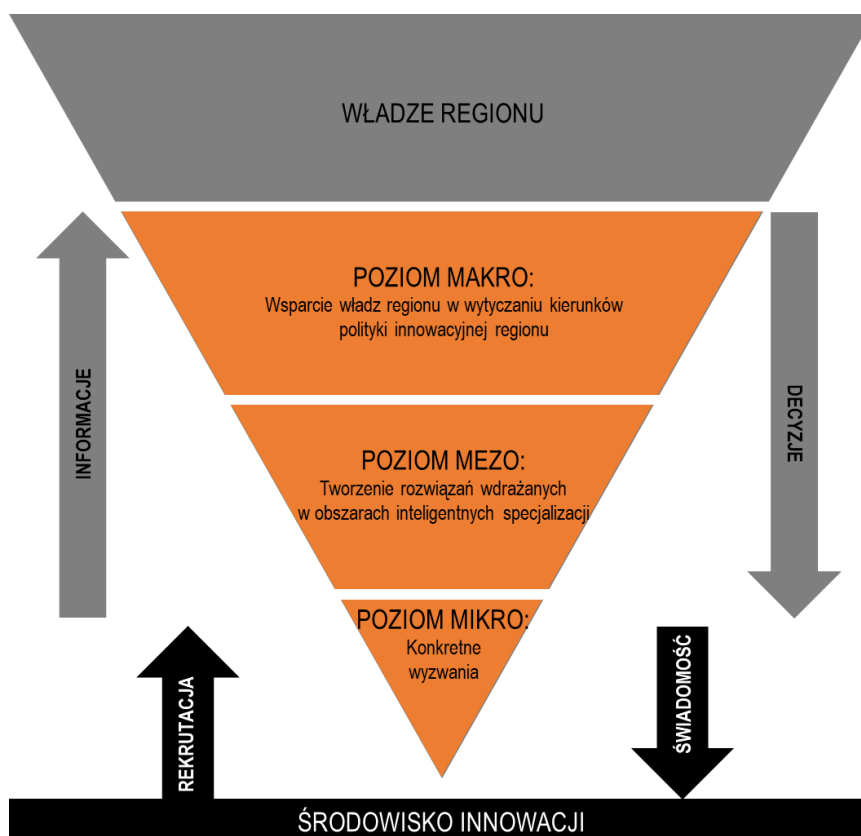 WŁADZE REGIONU
POZIOM MAKRO:
Wsparcie władz regionu w wytyczaniu kierunków
polityki innowacyjnej regionu
INFORMACJE
DECYZJE
POZIOM MEZO:
Tworzenie rozwiązań wdrażanych
w obszarach inteligentnych specjalizacji
POZIOM MIKRO:
Konkretne
wyzwania
REKRUTACJA
ŚWIADOMOŚĆ
ŚRODOWISKO INNOWACJI